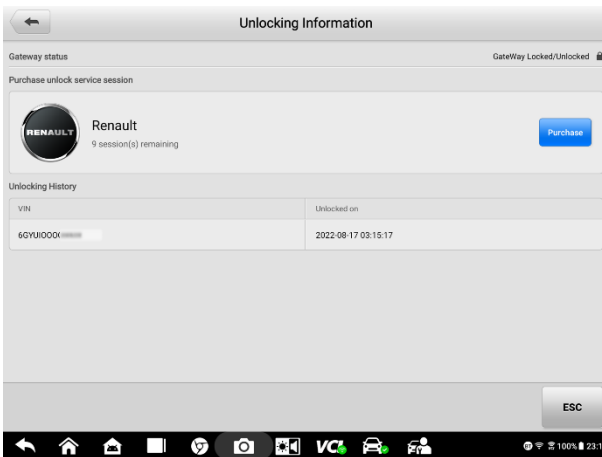 Unlocking Information
Gateway status
GateWay Locked/Unlocked
Purchase unlock service session
RENAULT
Renault
9 session(s) remaining
Purchase
Unlocking History
VIN
Unlocked on
2022-08-17 03:15:17
ESC
VCI
100%